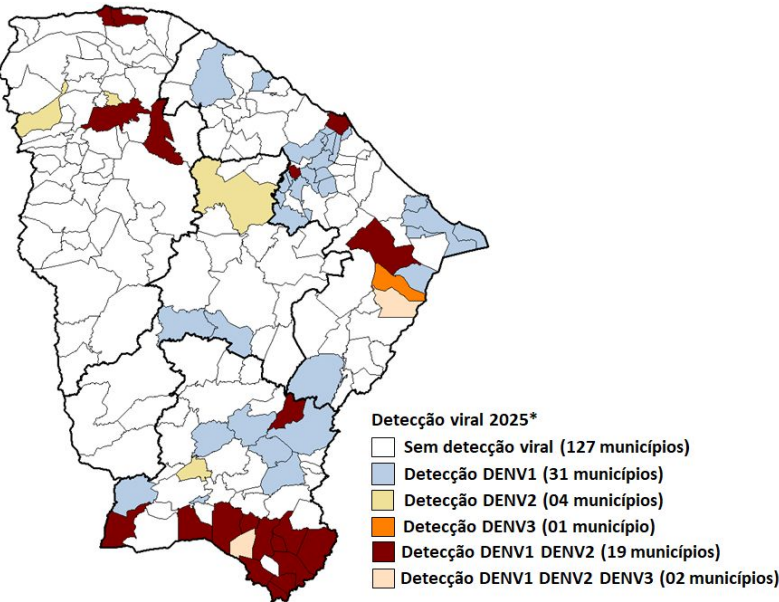 Detecção viral 2025*
Sem detecção viral (127 municípios)
Detecção DENV1 (31 municípios)
Detecção DENV2 (04 municípios)
Detecção DENV3 (01 município)
Detecção DENV1 DENV2 (19 municípios)
Detecção DENV1 DENV2 DENV3 (02 municípios)